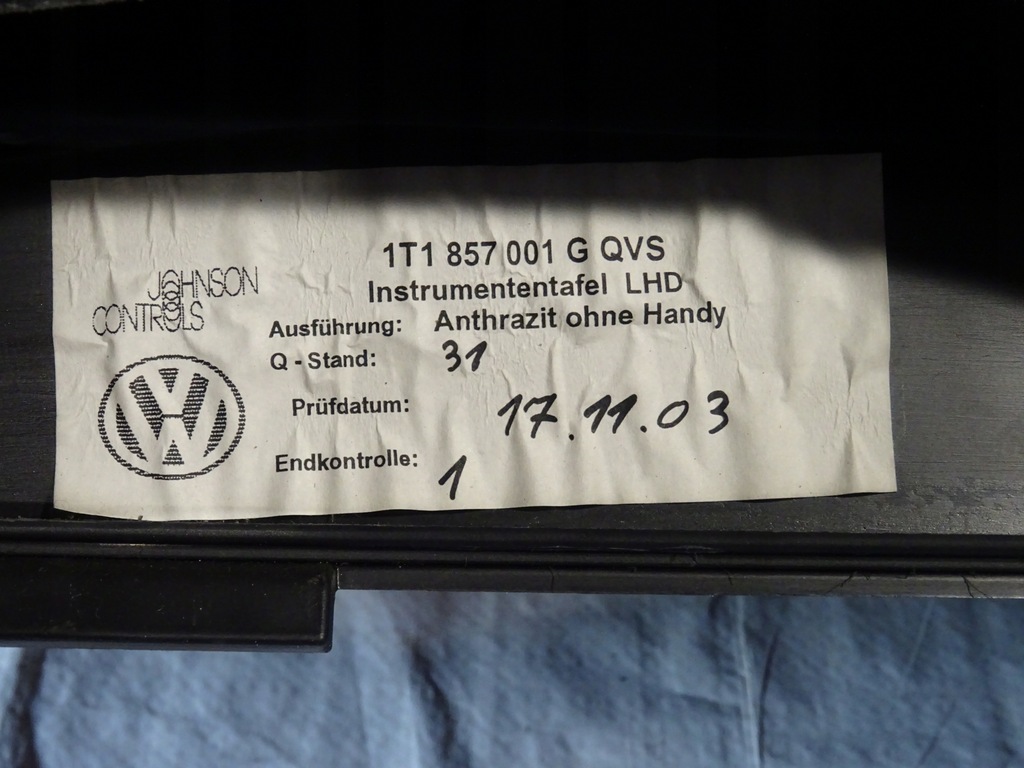 1T1 857 001 G QVS
Instrumententafel LHD
JOHNSON
CONTROLS
Ausführung: Anthrazit ohne Handy
Q - Stand: 31
Prüfdatum: 17.11.03
Endkontrolle: 1
VW